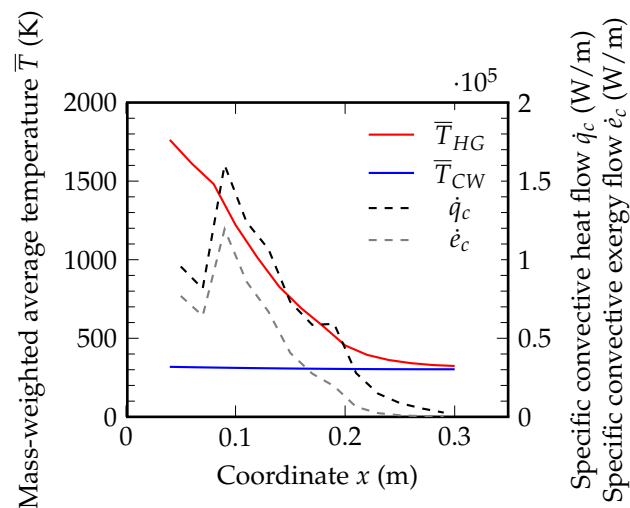 Mass-weighted average temperature T̅ (K)
·10⁵
2000
1500
1000
500
0
T̅_HG
T̅_CW
q̇_c
ė_c
2
1.5
1
0.5
0
0
0.1
0.2
0.3
Coordinate x (m)
Specific convective heat flow q̇_c (W/m)
Specific convective exergy flow ė_c (W/m)